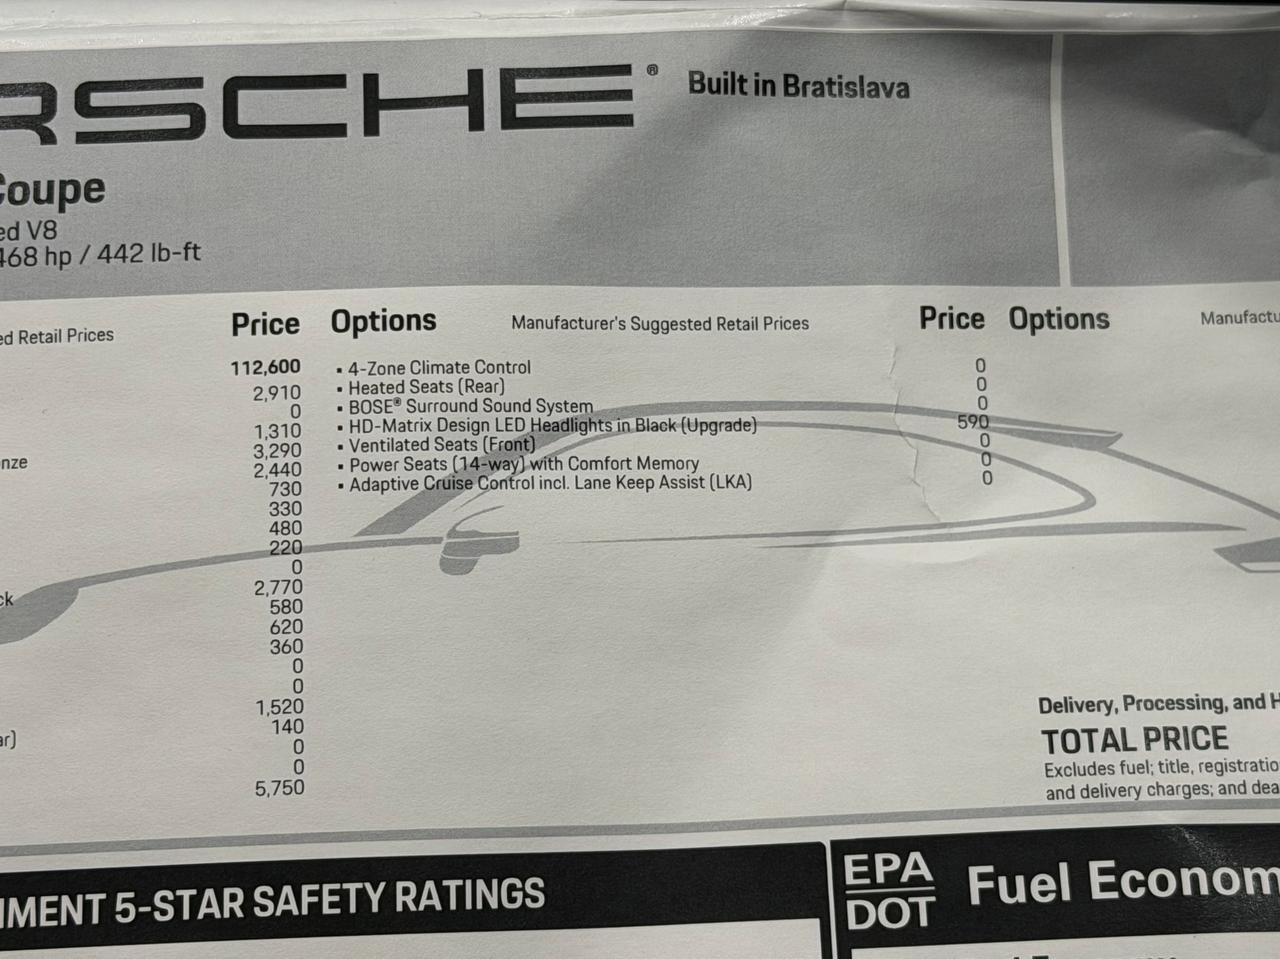 RSCHE® Built in Bratislava
Coupe
ed V8
468 hp / 442 lb-ft
ed Retail Prices Price
112,600
2,910
0
1,310
nze 3,290
2,440
730
330
480
220
0
ck 2,770
580
620
360
0
0
1,520
ar) 140
0
0
5,750
Options Manufacturer's Suggested Retail Prices Price
▪ 4-Zone Climate Control 0
▪ Heated Seats (Rear) 0
▪ BOSE® Surround Sound System 0
▪ HD-Matrix Design LED Headlights in Black (Upgrade) 590
▪ Ventilated Seats (Front) 0
▪ Power Seats (14-way) with Comfort Memory 0
▪ Adaptive Cruise Control incl. Lane Keep Assist (LKA) 0
Options Manufactu
Delivery, Processing, and H
TOTAL PRICE
Excludes fuel; title, registratio
and delivery charges; and dea
NMENT 5-STAR SAFETY RATINGS
EPA
DOT
Fuel Econom